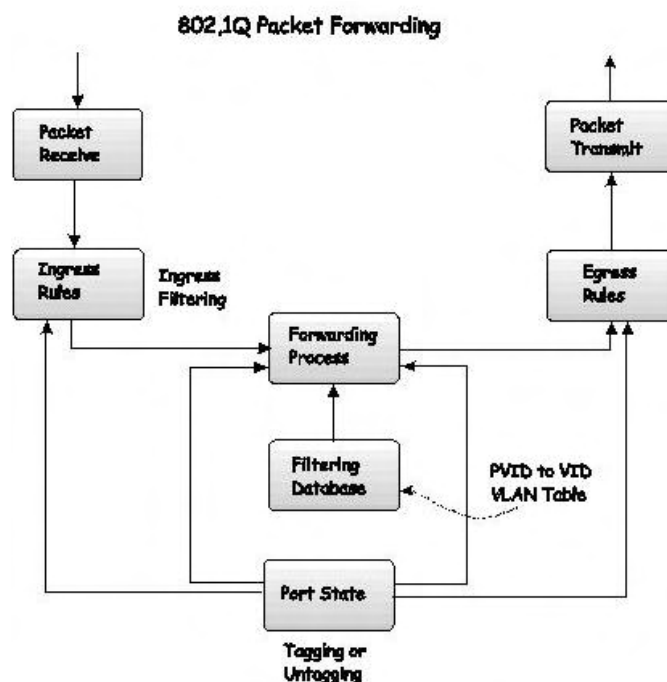 802,1Q Packet Forwarding
Packet
Receive
Packet
Transmit
Ingress
Rules
Ingress
Filtering
Egress
Rules
Forwarding
Process
Filtering
Database
PVID to VID
VLAN Table
Port State
Tagging or
Untagging